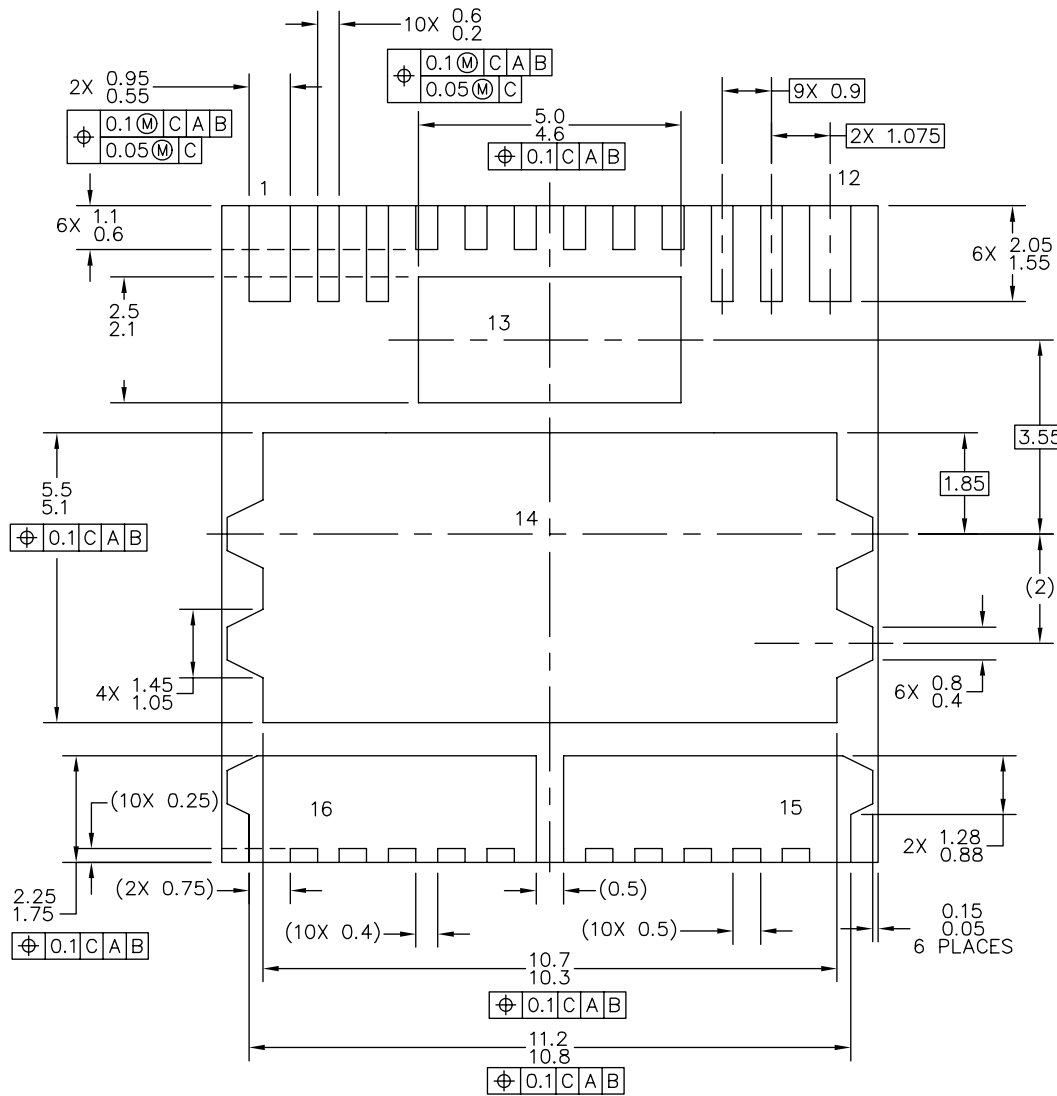 10X 0.6
0.2
⌖ 0.1Ⓜ C A B
0.05Ⓜ C
2X 0.95
0.55
⌖ 0.1Ⓜ C A B
0.05Ⓜ C
5.0
4.6
⌖ 0.1 C A B
9X 0.9
2X 1.075
1
12
6X 1.1
0.6
6X 2.05
1.55
2.5
2.1
13
3.55
1.85
5.5
5.1
⌖ 0.1 C A B
14
(2)
4X 1.45
1.05
6X 0.8
0.4
(10X 0.25)
16
15
2X 1.28
0.88
2.25
1.75
⌖ 0.1 C A B
(2X 0.75)
(0.5)
(10X 0.4)
(10X 0.5)
0.15
0.05
6 PLACES
10.7
10.3
⌖ 0.1 C A B
11.2
10.8
⌖ 0.1 C A B